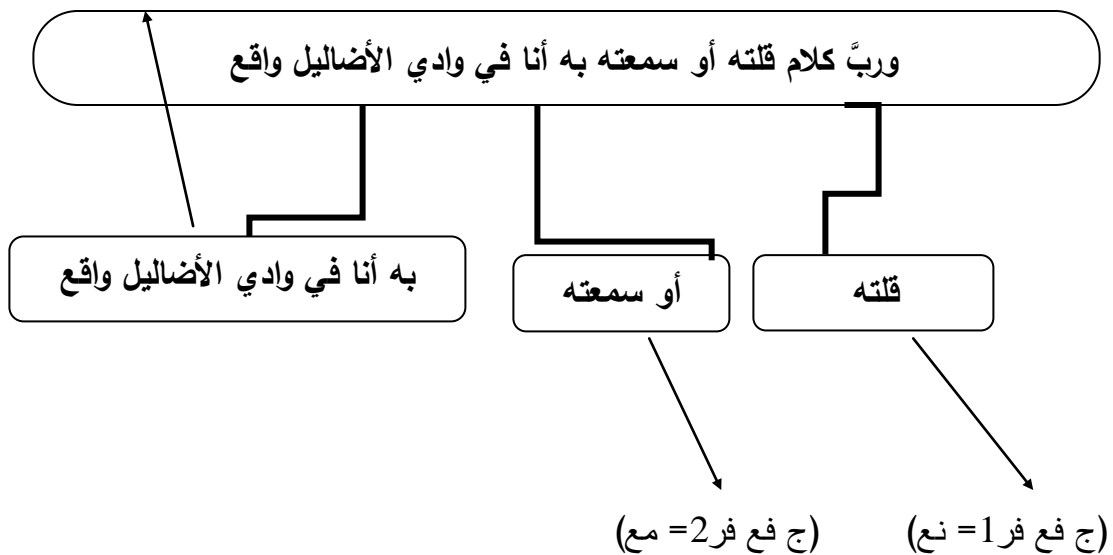 وربَّ كلام قلته أو سمعته به أنا في وادي الأضاليل واقع
قلته
أو سمعته
به أنا في وادي الأضاليل واقع
(ج فع فر1= نع)
(ج فع فر2= مع)